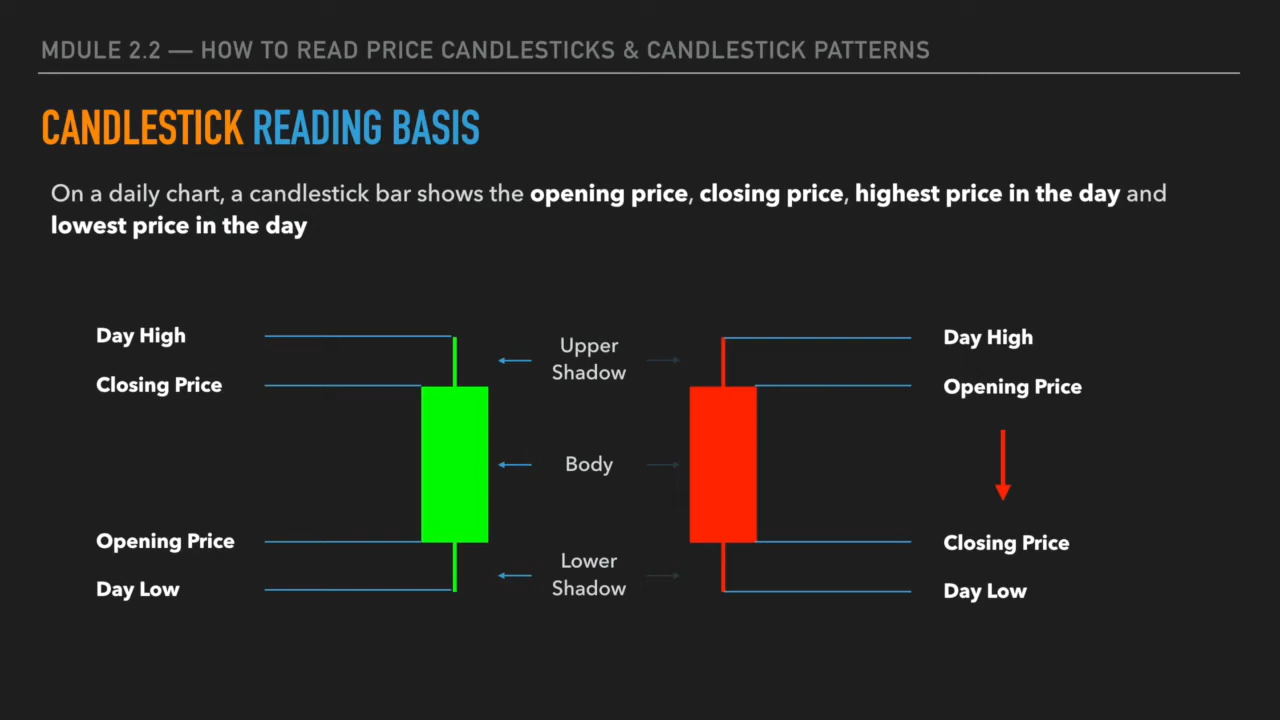 MDULE 2.2 — HOW TO READ PRICE CANDLESTICKS & CANDLESTICK PATTERNS
CANDLESTICK READING BASIS
On a daily chart, a candlestick bar shows the opening price, closing price, highest price in the day and
lowest price in the day
Day High
Closing Price
Opening Price
Day Low
Upper
Shadow
Body
Lower
Shadow
Day High
Opening Price
Closing Price
Day Low